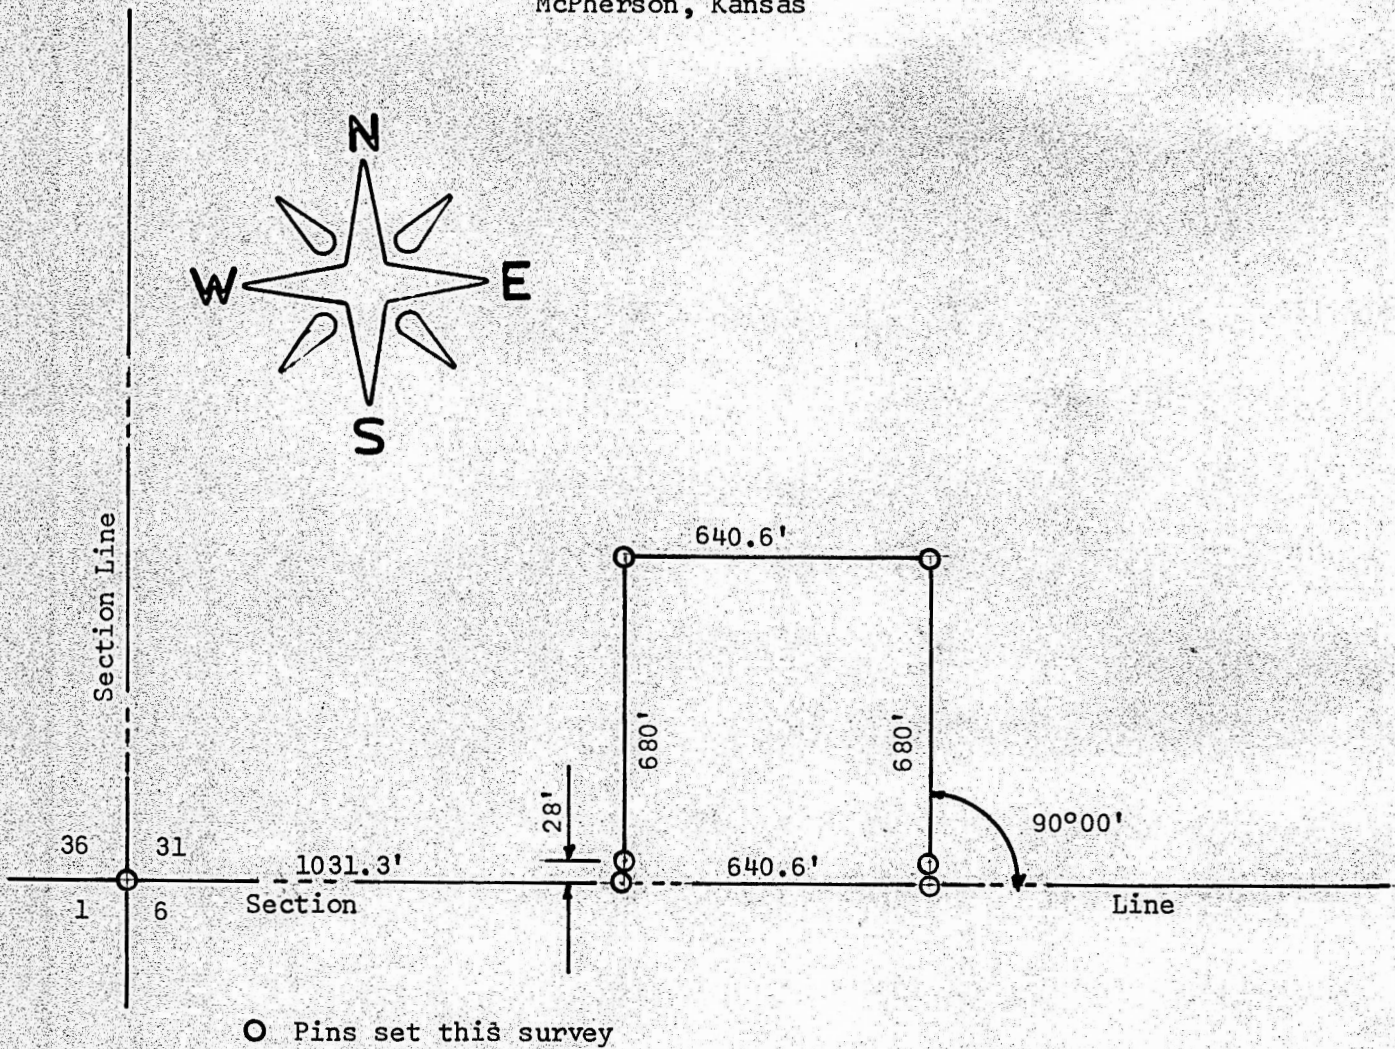 McPherson, Kansas
N
W
E
S
Section Line
640.6'
680'
680'
28'
90°00'
36
31
1031.3'
640.6'
1
6
Section
Line
O Pins set this survey